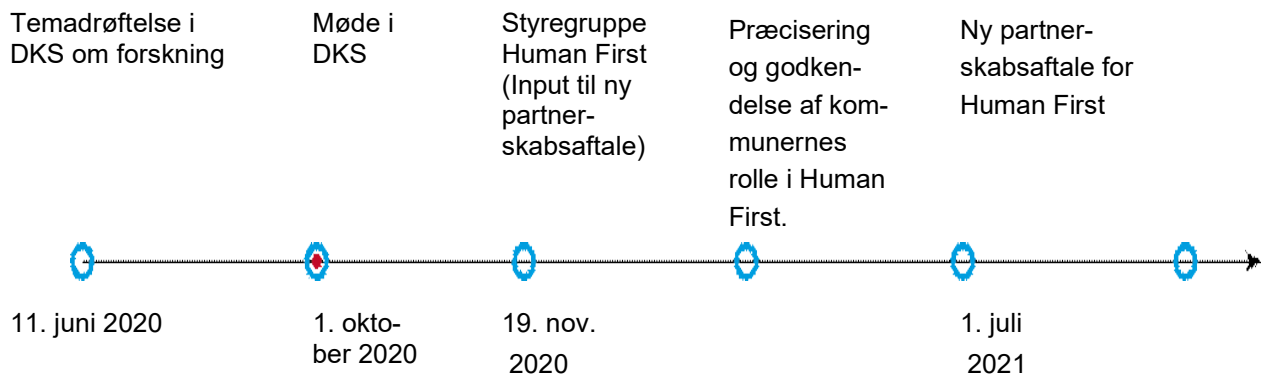 Temadrøftelse i
DKS om forskning
Møde i
DKS
Styregruppe
Human First
(Input til ny
partner-
skabsaftale)
Præcisering
og godken-
delse af kom-
munernes
rolle i Human
First.
Ny partner-
skabsaftale for
Human First
11. juni 2020
1. okto-
ber 2020
19. nov.
2020
1. juli
2021